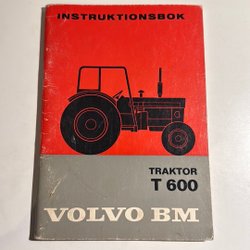 INSTRUKTIONSBOK
TRAKTOR
T 600
VOLVO BM